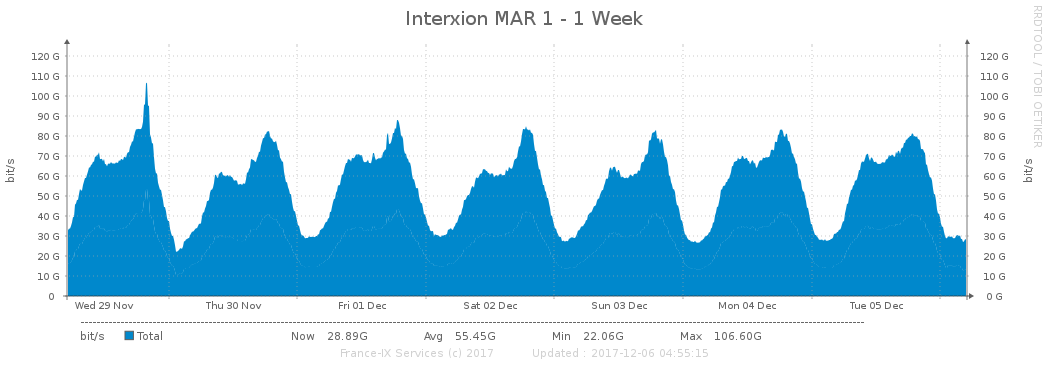 Interxion MAR 1 - 1 Week
RRDTOOL / TOBI OETIKER
bit/s
120 G 120 G
110 G 110 G
100 G 100 G
90 G 90 G
80 G 80 G
70 G 70 G
60 G 60 G
50 G 50 G
40 G 40 G
30 G 30 G
20 G 20 G
10 G 10 G
0 0 G
bit/s
Wed 29 Nov Thu 30 Nov Fri 01 Dec Sat 02 Dec Sun 03 Dec Mon 04 Dec Tue 05 Dec
bit/s Total Now 28.89G Avg 55.45G Min 22.06G Max 106.60G
France-IX Services (c) 2017 Updated : 2017-12-06 04:55:15